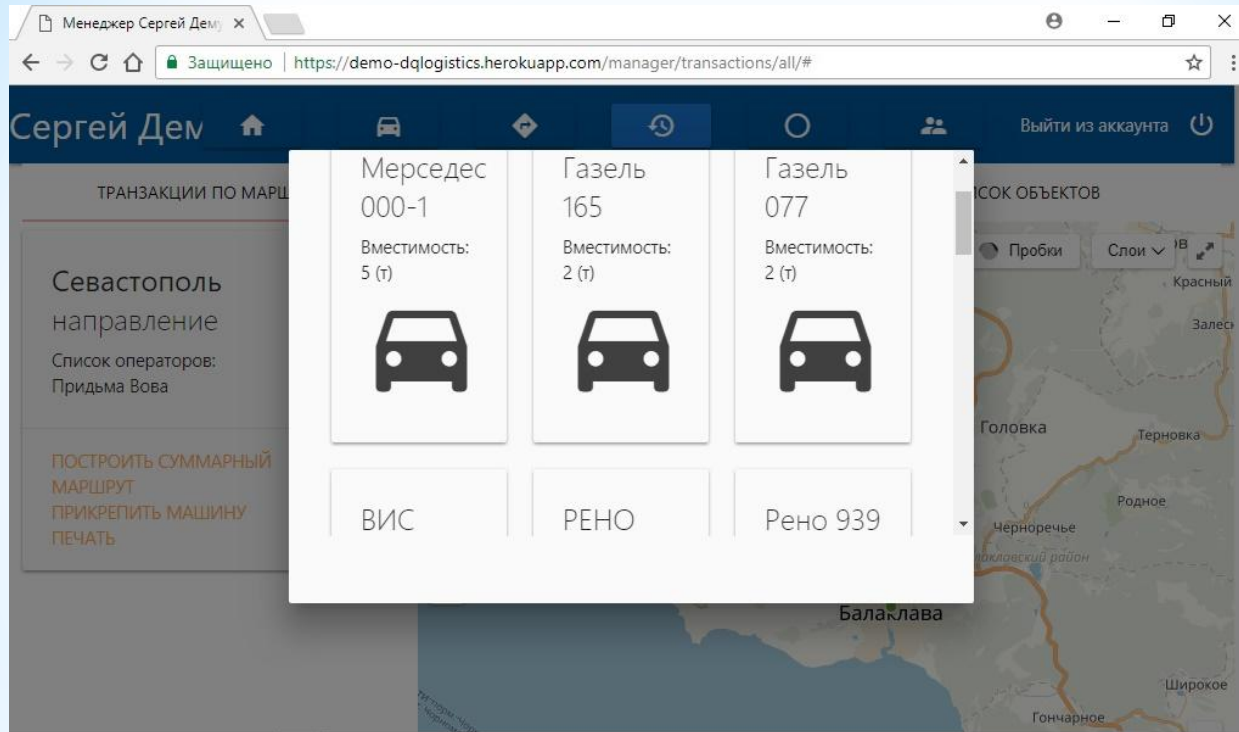 Менеджер Сергей Дем
Защищено | https://demo-dqlogistics.herokuapp.com/manager/transactions/all/#
Сергей Дем
Выйти из аккаунта
ТРАНЗАКЦИИ ПО МАРШ
СОК ОБЪЕКТОВ
Севастополь
направление
Список операторов:
Придьма Вова
ПОСТРОИТЬ СУММАРНЫЙ
МАРШРУТ
ПРИКРЕПИТЬ МАШИНУ
ПЕЧАТЬ
Мерседес
000-1
Вместимость:
5 (т)
Газель
165
Вместимость:
2 (т)
Газель
077
Вместимость:
2 (т)
ВИС
РЕНО
Рено 939
Пробки
Слои
Красный
Залес
Головка
Терновка
Родное
Черноречье
Балаклава
Широкое
Гончарное